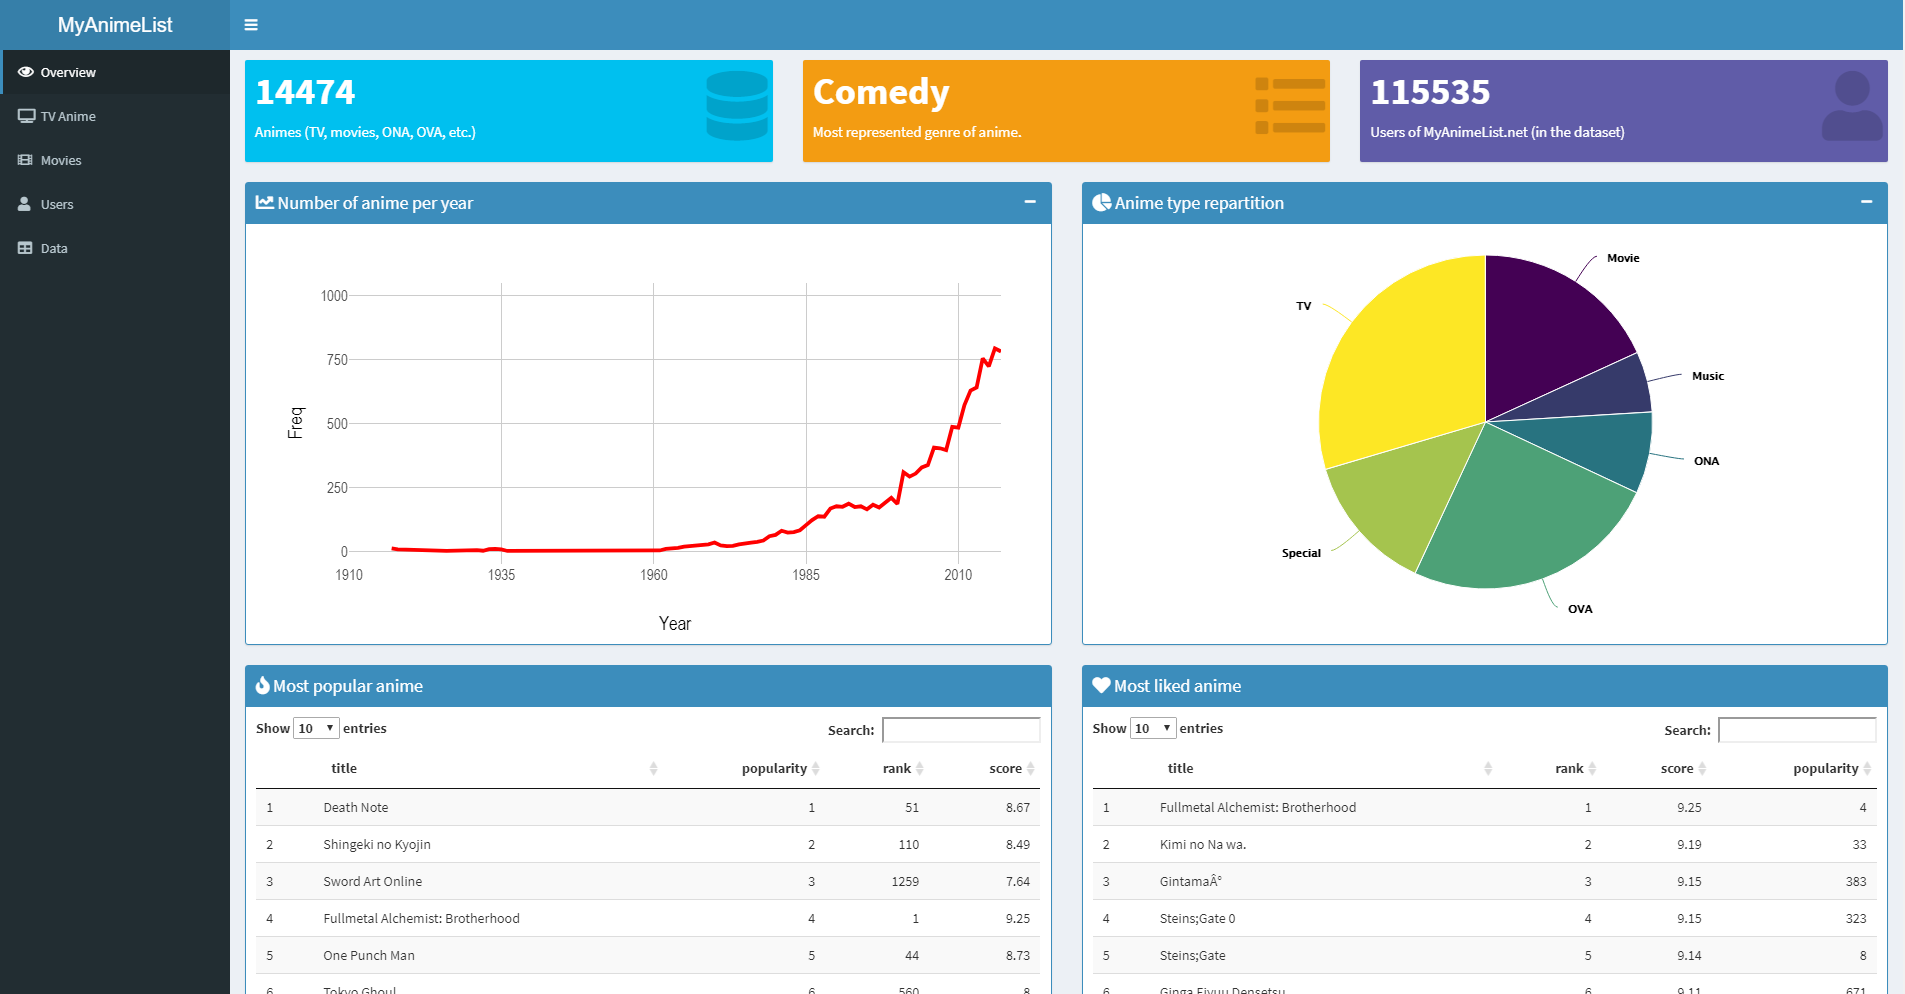 MyAnimeList
Overview
TV Anime
Movies
Users
Data
14474
Animes (TV, movies, ONA, OVA, etc.)
Comedy
Most represented genre of anime.
115535
Users of MyAnimeList.net (in the dataset)
Number of anime per year
1000
750
500
250
0
Freq
1910 1935 1960 1985 2010
Year
Anime type repartition
Movie
TV
Music
ONA
Special
OVA
Most popular anime
Show 10 entries Search:
title popularity rank score
1 Death Note 1 51 8.67
2 Shingeki no Kyojin 2 110 8.49
3 Sword Art Online 3 1259 7.64
4 Fullmetal Alchemist: Brotherhood 4 1 9.25
5 One Punch Man 5 44 8.73
6 Tokyo Ghoul 6 560 8
Most liked anime
Show 10 entries Search:
title rank score popularity
1 Fullmetal Alchemist: Brotherhood 1 9.25 4
2 Kimi no Na wa. 2 9.19 33
3 GintamaÂ° 3 9.15 383
4 Steins;Gate 0 4 9.15 323
5 Steins;Gate 5 9.14 8
6 Ginga Eiyuu Densetsu 6 9.11 671